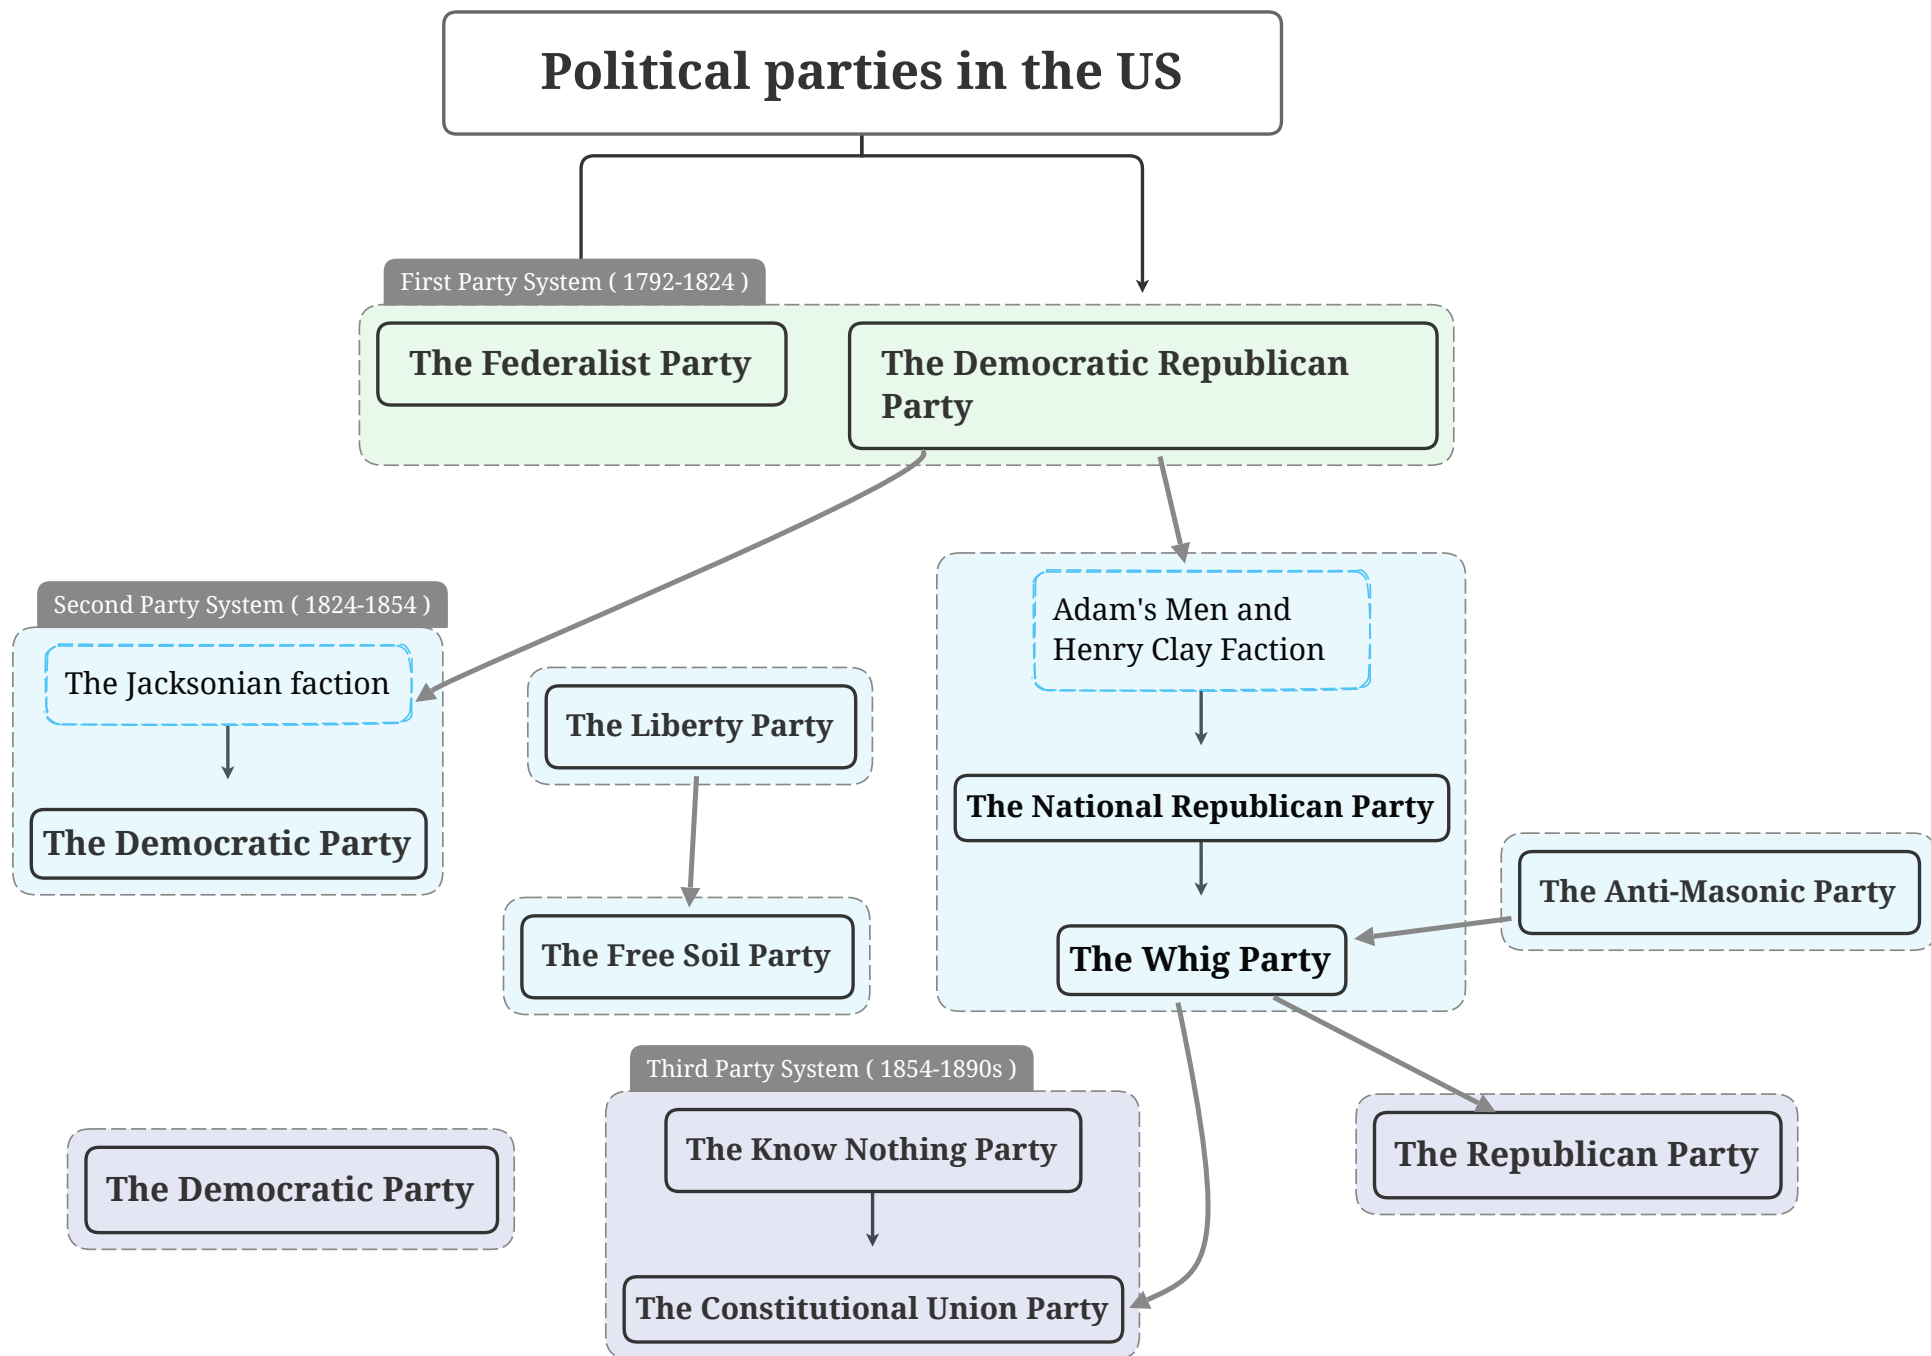 Political parties in the US
First Party System ( 1792-1824 )
The Federalist Party
The Democratic Republican
Party
Second Party System ( 1824-1854 )
The Jacksonian faction
The Democratic Party
The Liberty Party
The Free Soil Party
Adam's Men and
Henry Clay Faction
The National Republican Party
The Whig Party
The Anti-Masonic Party
Third Party System ( 1854-1890s )
The Know Nothing Party
The Constitutional Union Party
The Democratic Party
The Republican Party